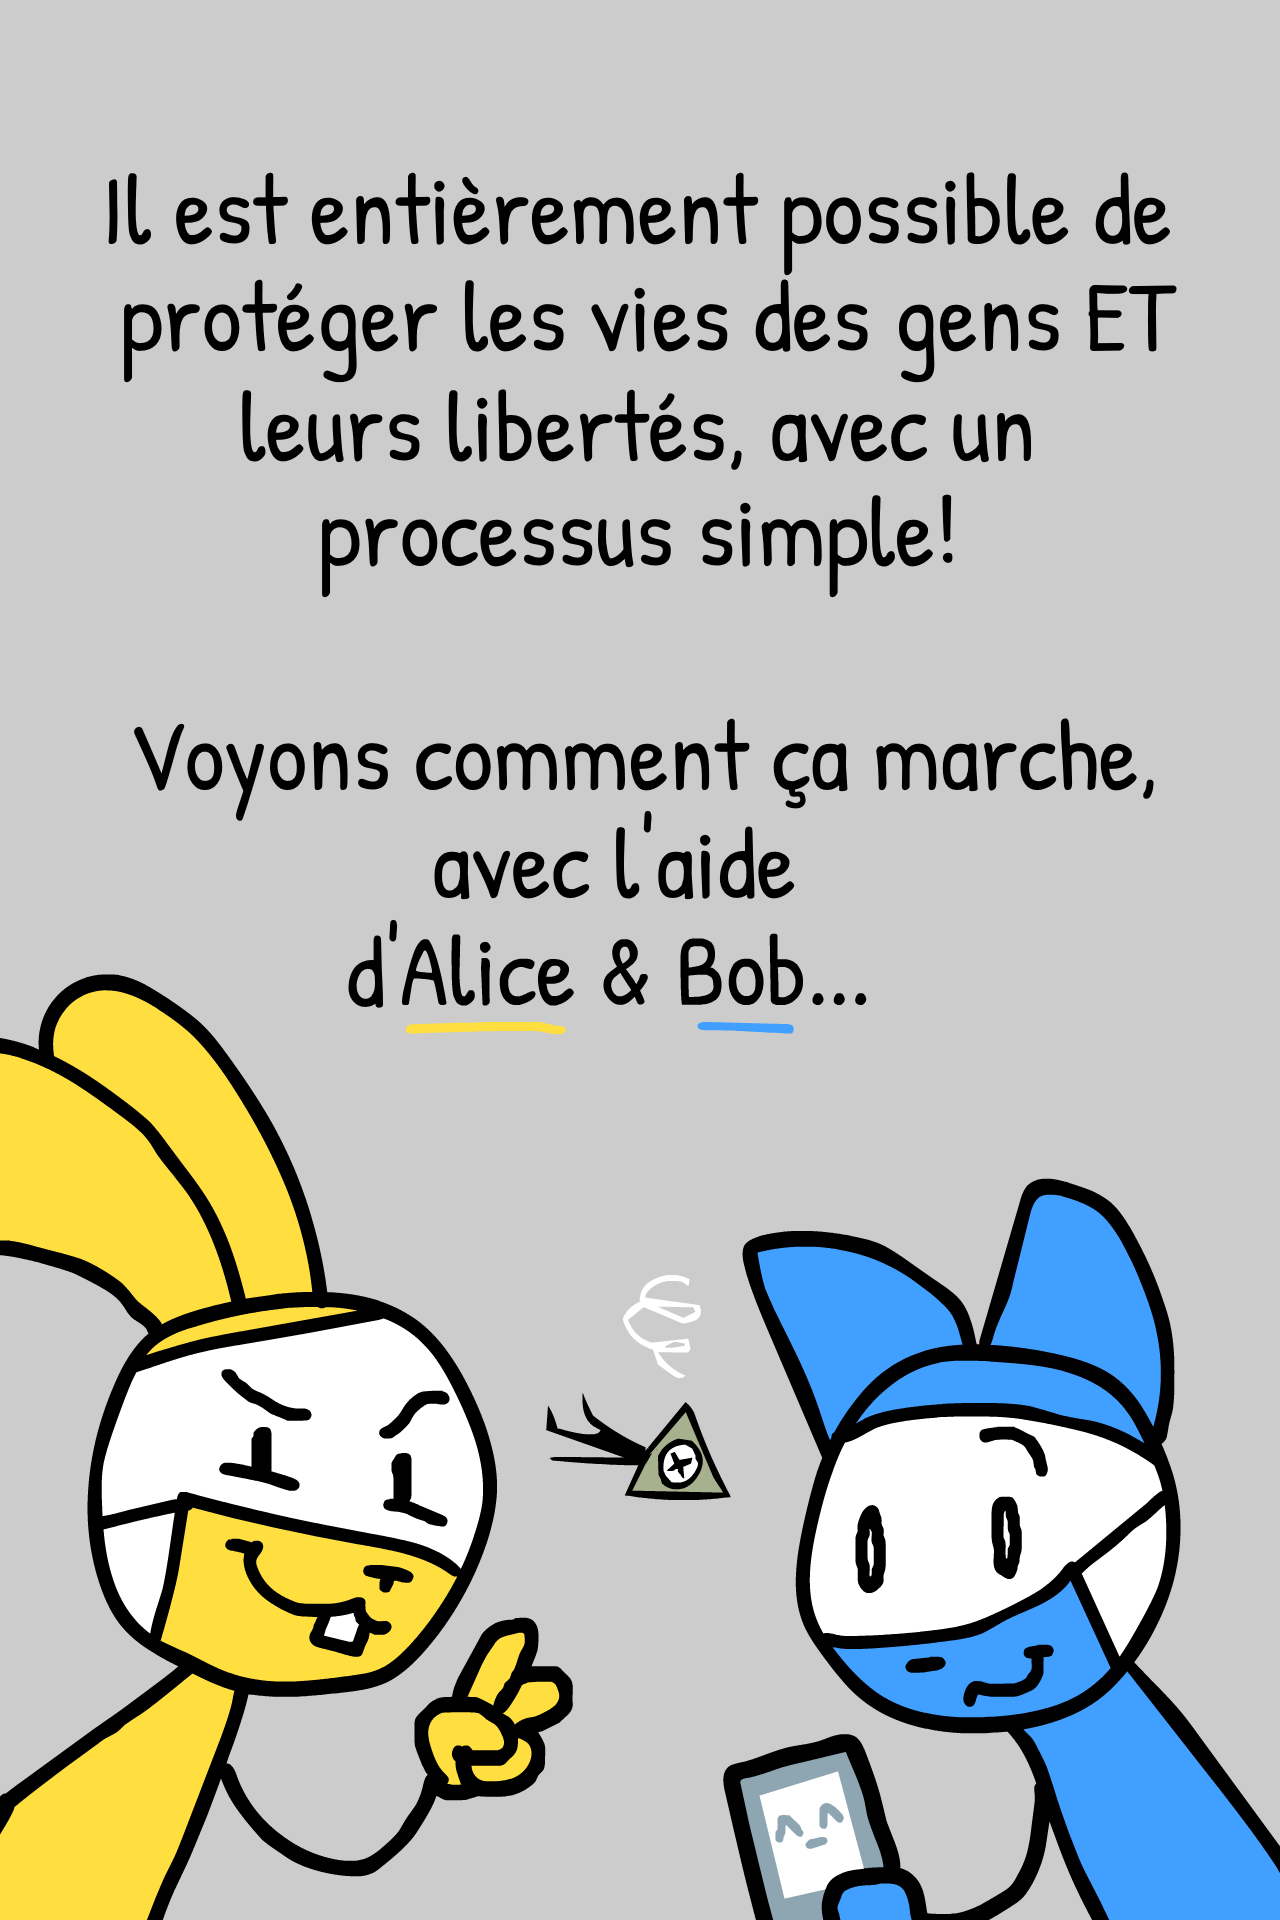 Il est entièrement possible de
protéger les vies des gens ET
leurs libertés, avec un
processus simple!
Voyons comment ça marche,
avec l'aide
d'Alice & Bob...